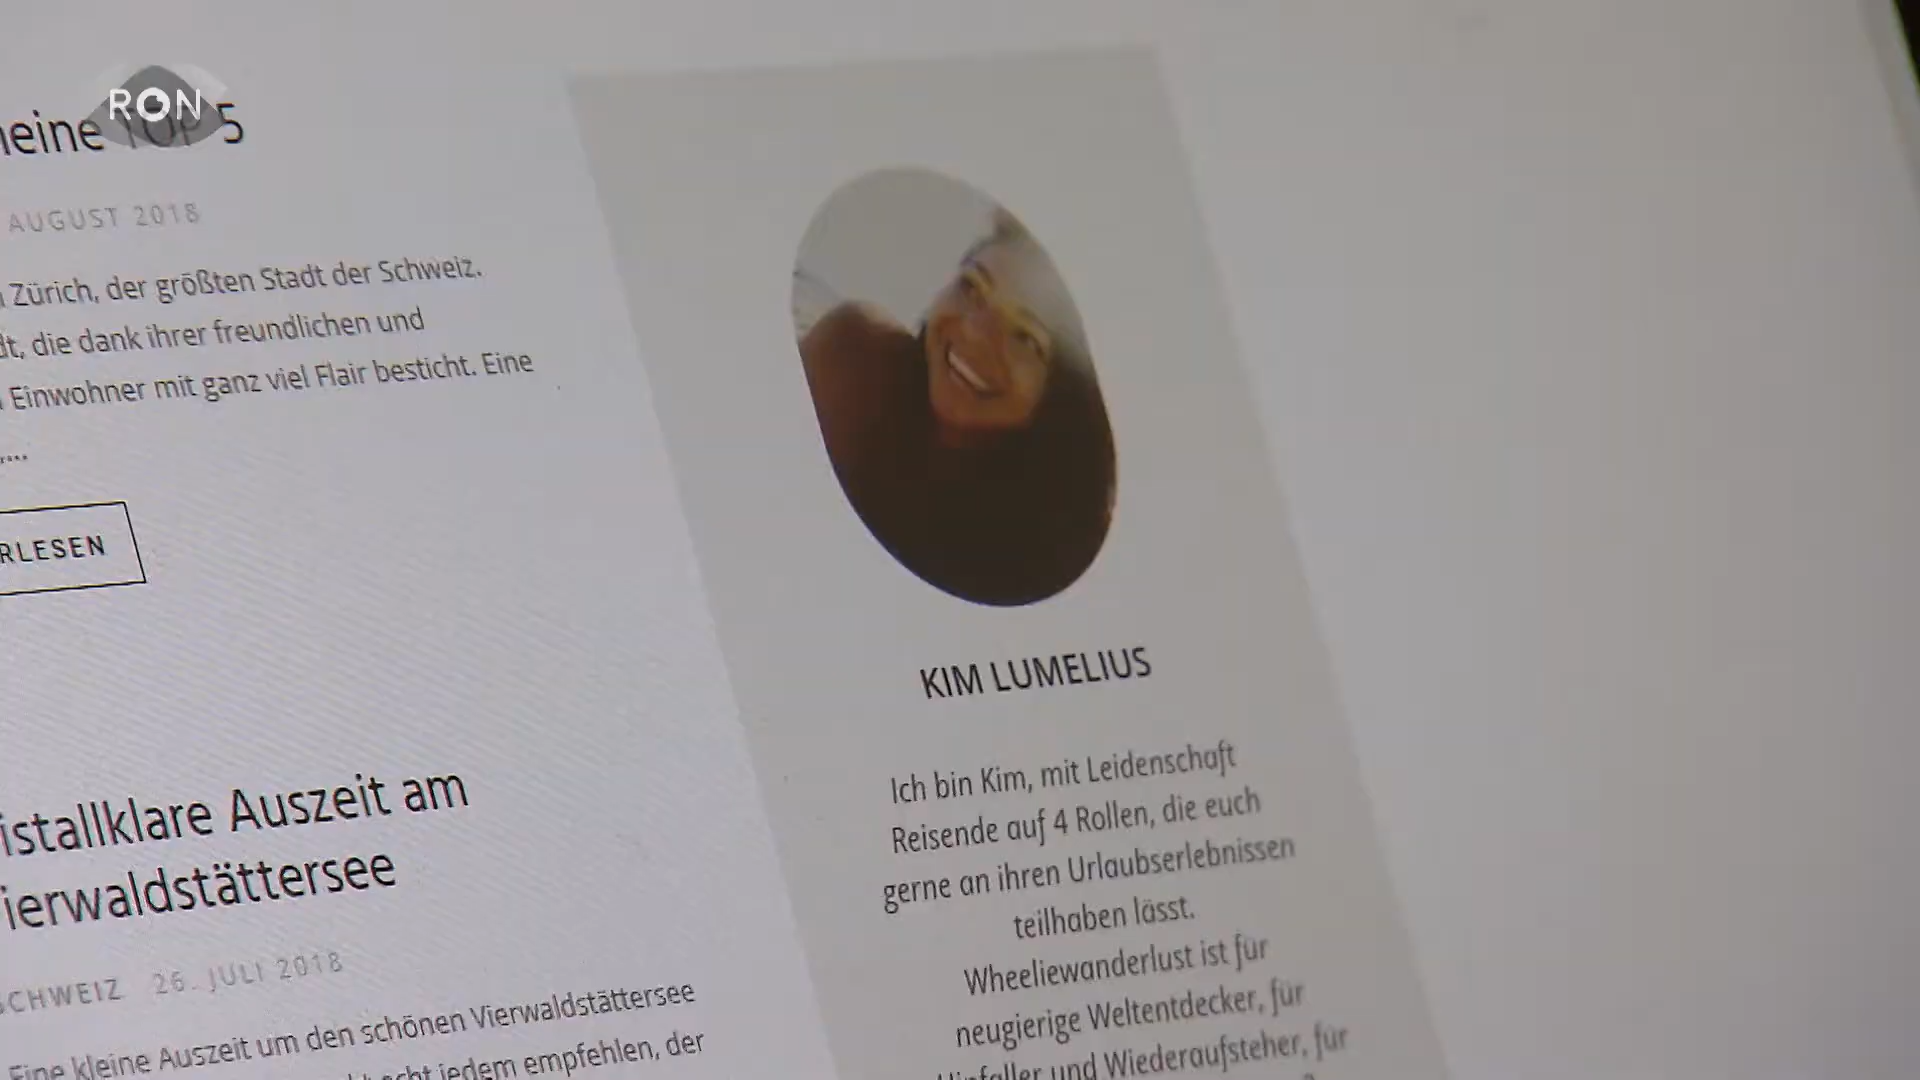 RON
meine TOP 5
AUGUST 2018
Zürich, der größten Stadt der Schweiz.
die dank ihrer freundlichen und
Einwohner mit ganz viel Flair besticht. Eine
RLESEN
istallklare Auszeit am
ierwaldstättersee
SCHWEIZ 26. JULI 2018
Eine kleine Auszeit um den schönen Vierwaldstättersee
jedem empfehlen, der
KIM LUMELIUS
Ich bin Kim, mit Leidenschaft
Reisende auf 4 Rollen, die euch
gerne an ihren Urlaubserlebnissen
teilhaben lässt.
Wheeliewanderlust ist für
neugierige Weltentdecker, für
Hinfaller und Wiederaufsteher, für